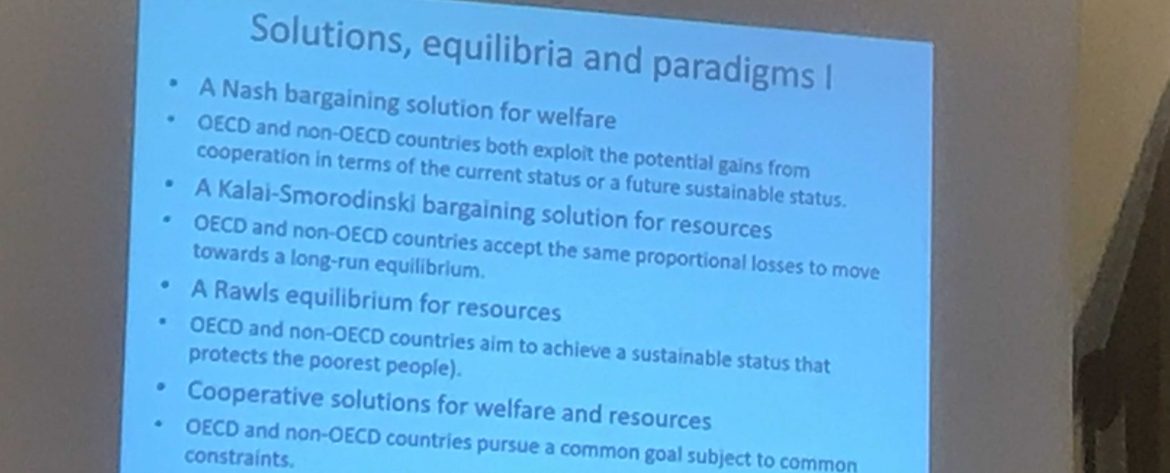 Solutions, equilibria and paradigms I
• A Nash bargaining solution for welfare
• OECD and non-OECD countries both exploit the potential gains from
cooperation in terms of the current status or a future sustainable status.
• A Kalai-Smorodinski bargaining solution for resources
• OECD and non-OECD countries accept the same proportional losses to move
towards a long-run equilibrium.
• A Rawls equilibrium for resources
• OECD and non-OECD countries aim to achieve a sustainable status that
protects the poorest people).
• Cooperative solutions for welfare and resources
• OECD and non-OECD countries pursue a common goal subject to common
constraints.